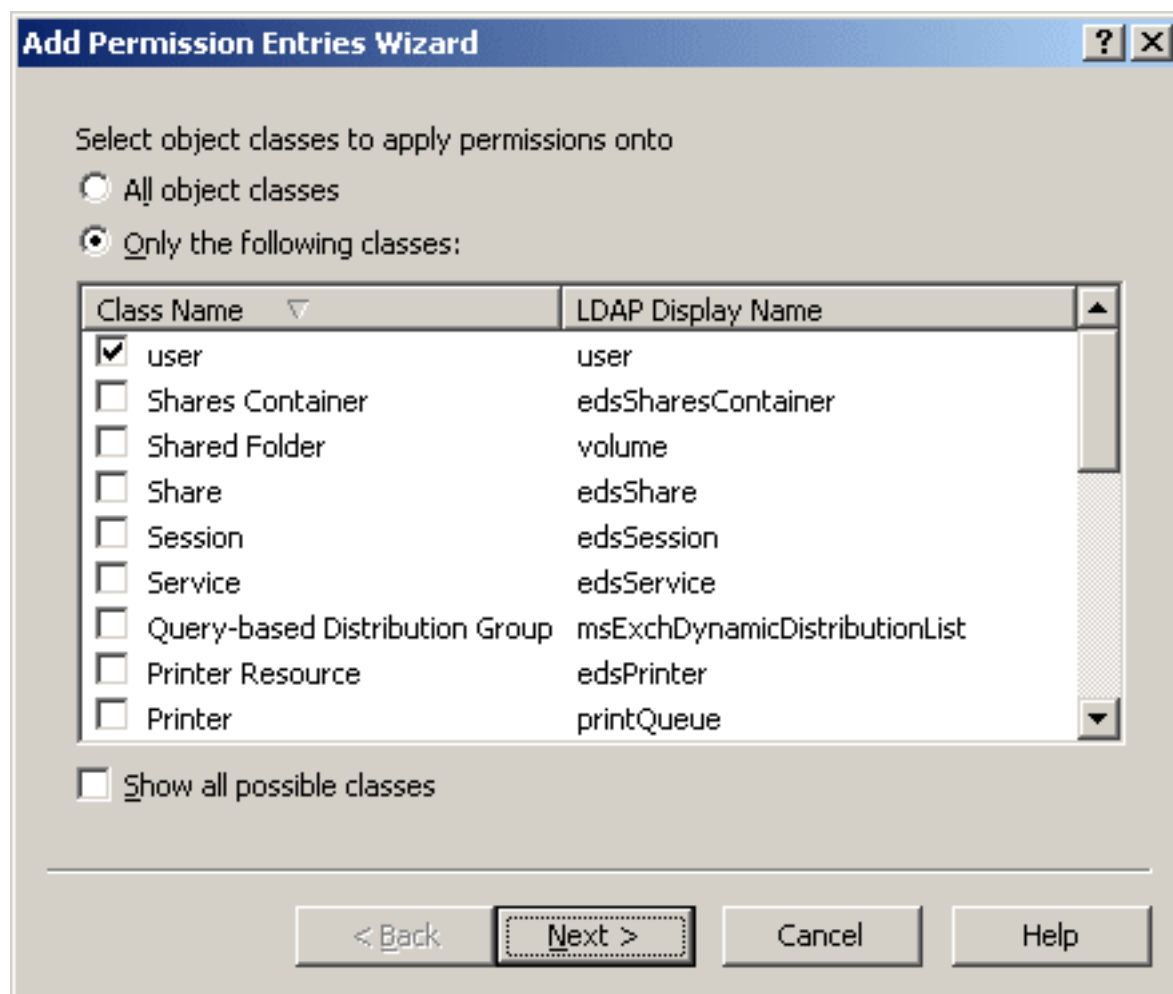 Add Permission Entries Wizard
Select object classes to apply permissions onto
All object classes
Only the following classes:
Class Name LDAP Display Name
user user
Shares Container edsSharesContainer
Shared Folder volume
Share edsShare
Session edsSession
Service edsService
Query-based Distribution Group msExchDynamicDistributionList
Printer Resource edsPrinter
Printer printQueue
Show all possible classes
< Back Next > Cancel Help